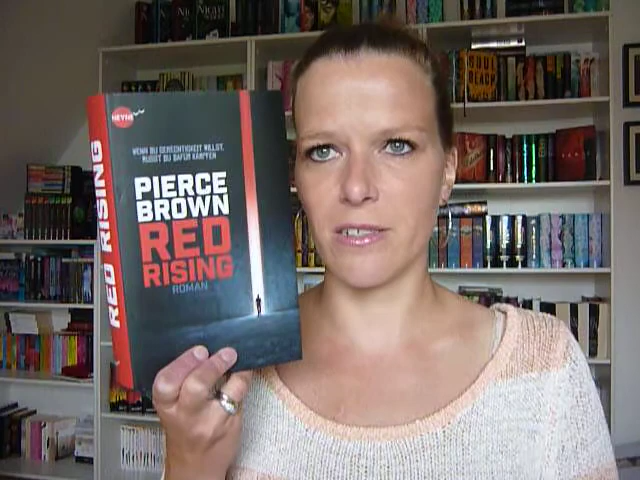 HEYNE
WENN DU GERECHTIGKEIT WILLST,
MUSST DU DAFÜR KÄMPFEN
PIERCE
BROWN
RED
RISING
ROMAN
RED RISING